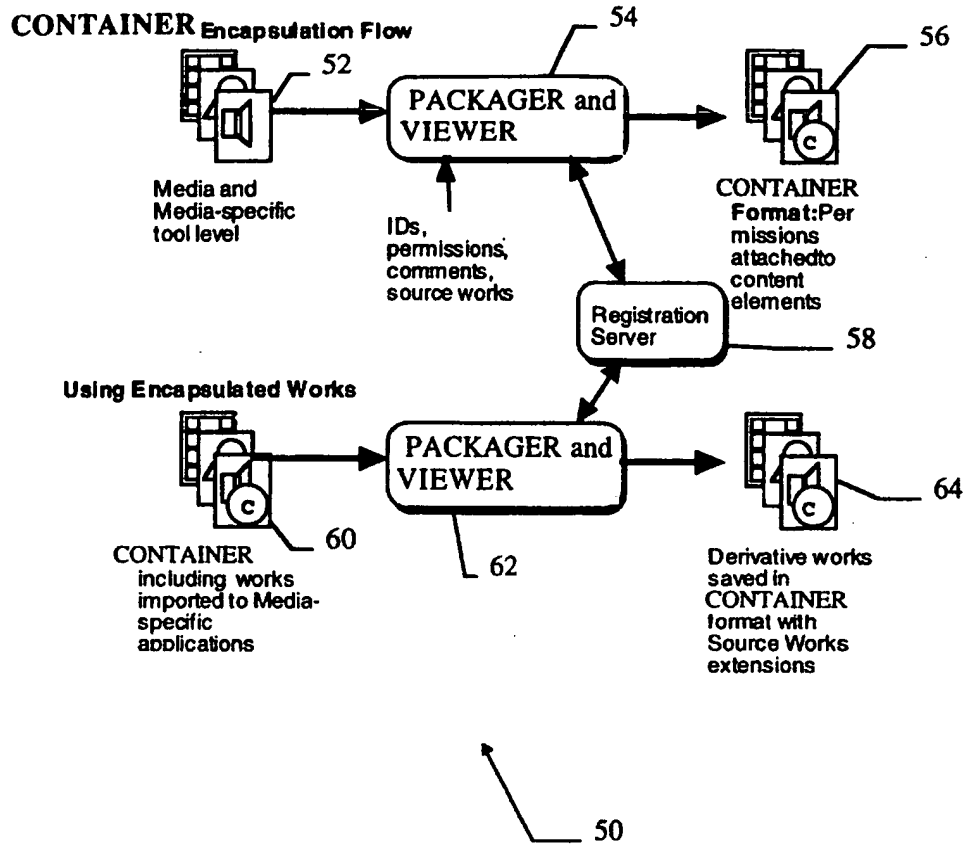 CONTAINER Encapsulation Flow
52
54
56
PACKAGER and
VIEWER
C
Media and
Media-specific
tool level
IDs,
permissions,
comments,
source works
CONTAINER
Format:Per
missions
attachedto
content
elements
Registration
Server
58
Using Encapsulated Works
PACKAGER and
VIEWER
C
60
62
C
64
CONTAINER
including works
imported to Media-
specific
applications
Derivative works
saved in
CONTAINER
format with
Source Works
extensions
50